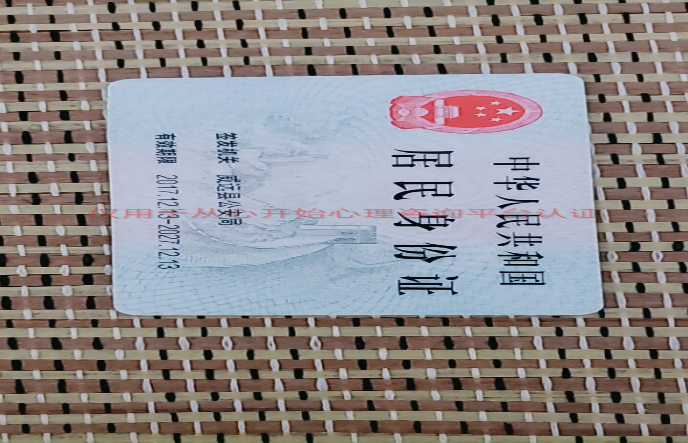 中华人民共和国
居民身份证
签发机关 威远县公安局
有效期限 2017.12.13-2027.12.13
仅用于从心开始心理咨询平台认证